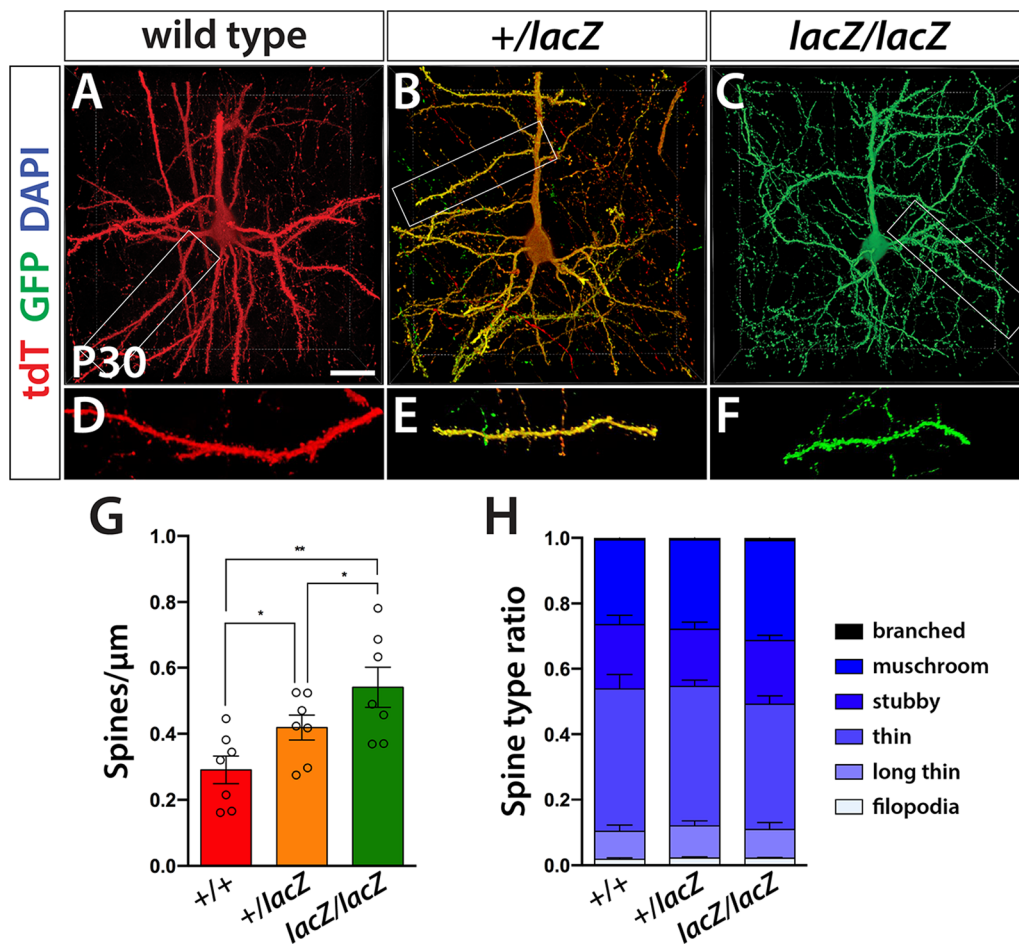 wild type
+/lacZ
lacZ/lacZ
tdT GFP DAPI
A
B
C
P30
D
E
F
G
H
Spines/µm
1.0
0.8
0.6
0.4
0.2
0.0
**
*
*
+/+
+/lacZ
lacZ/lacZ
Spine type ratio
1.0
0.8
0.6
0.4
0.2
0.0
+/+
+/lacZ
lacZ/lacZ
branched
muschroom
stubby
thin
long thin
filopodia